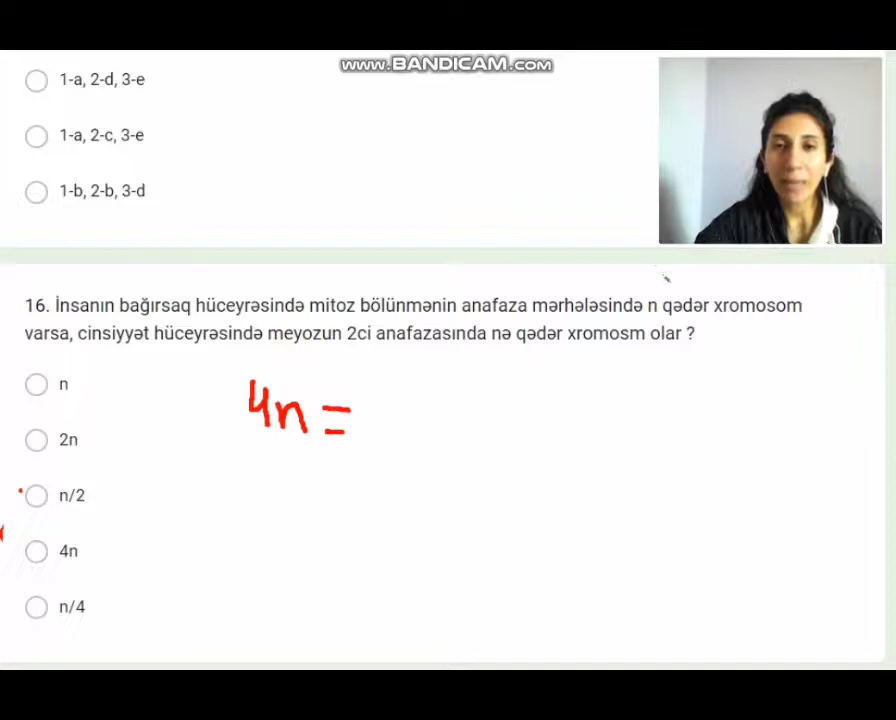 www.BANDICAM.com
1-a, 2-d, 3-e
1-a, 2-c, 3-e
1-b, 2-b, 3-d
16. İnsanın bağırsaq hüceyrəsində mitoz bölünmənin anafaza mərhələsində n qədər xromosom
varsa, cinsiyyət hüceyrəsində meyozun 2ci anafazasında nə qədər xromosm olar ?
n
4n =
2n
n/2
4n
n/4